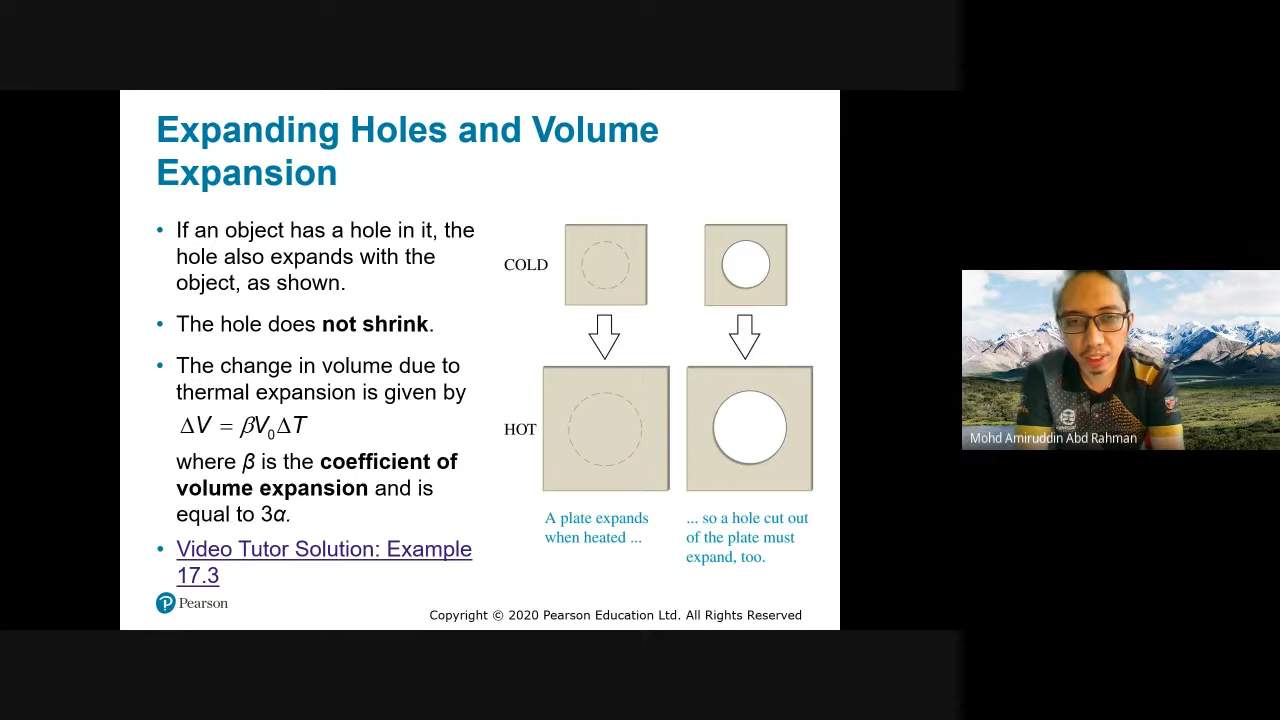 Expanding Holes and Volume
Expansion
• If an object has a hole in it, the
hole also expands with the
object, as shown.
• The hole does not shrink.
• The change in volume due to
thermal expansion is given by
ΔV = βV₀ΔT
where β is the coefficient of
volume expansion and is
equal to 3α.
• Video Tutor Solution: Example
17.3
COLD
HOT
A plate expands
when heated ...
... so a hole cut out
of the plate must
expand, too.
P Pearson
Copyright © 2020 Pearson Education Ltd. All Rights Reserved
Mohd Amiruddin Abd Rahman